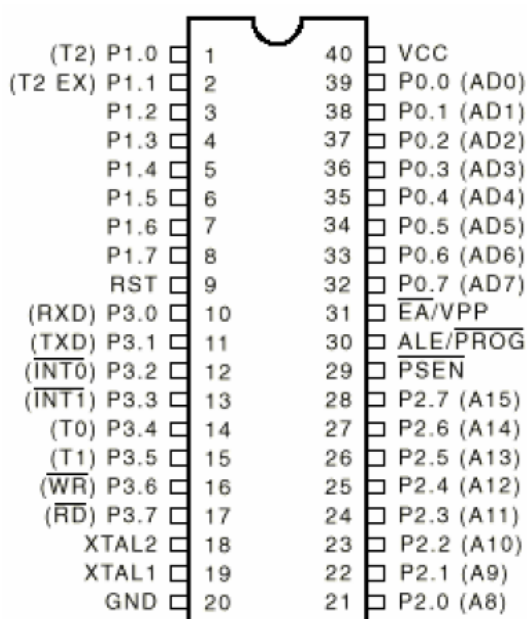 (T2) P1.0 1 40 VCC
(T2 EX) P1.1 2 39 P0.0 (AD0)
P1.2 3 38 P0.1 (AD1)
P1.3 4 37 P0.2 (AD2)
P1.4 5 36 P0.3 (AD3)
P1.5 6 35 P0.4 (AD4)
P1.6 7 34 P0.5 (AD5)
P1.7 8 33 P0.6 (AD6)
RST 9 32 P0.7 (AD7)
(RXD) P3.0 10 31 E̅A̅/VPP
(TXD) P3.1 11 30 ALE/P̅R̅O̅G̅
(I̅N̅T̅0̅) P3.2 12 29 P̅S̅E̅N̅
(I̅N̅T̅1̅) P3.3 13 28 P2.7 (A15)
(T0) P3.4 14 27 P2.6 (A14)
(T1) P3.5 15 26 P2.5 (A13)
(W̅R̅) P3.6 16 25 P2.4 (A12)
(R̅D̅) P3.7 17 24 P2.3 (A11)
XTAL2 18 23 P2.2 (A10)
XTAL1 19 22 P2.1 (A9)
GND 20 21 P2.0 (A8)